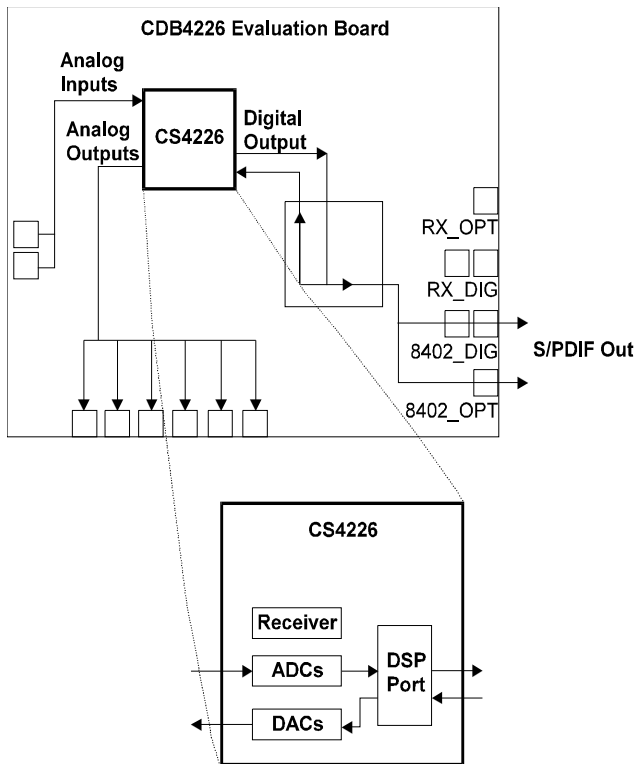 CDB4226 Evaluation Board
Analog
Inputs
Analog
Outputs
CS4226
Digital
Output
RX_OPT
RX_DIG
8402_DIG
S/PDIF Out
8402_OPT
CS4226
Receiver
ADCs
DACs
DSP
Port